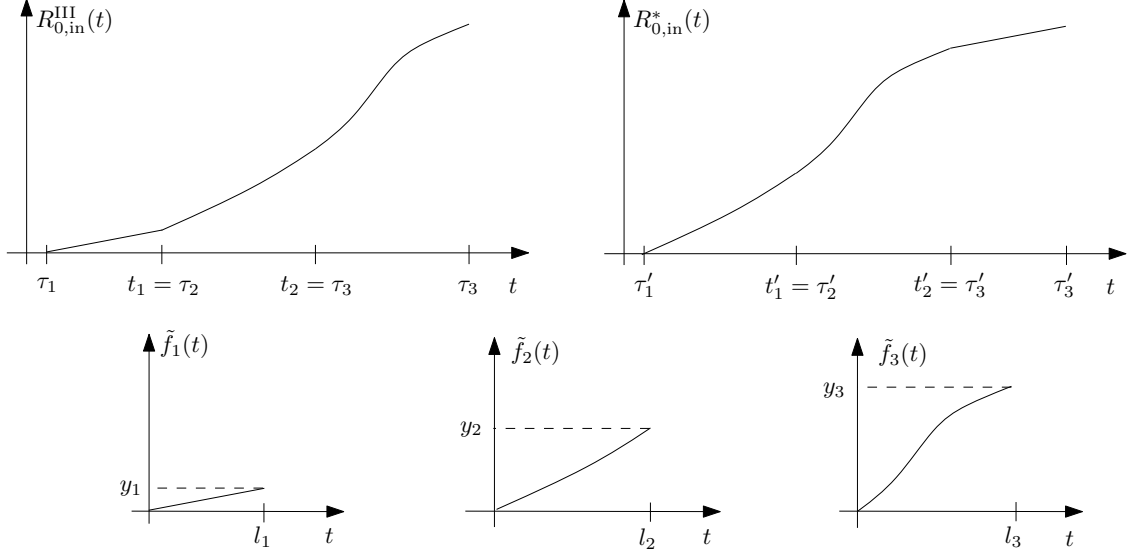 R^{III}_{0,in}(t)
τ_1 t_1 = τ_2 t_2 = τ_3 τ_3 t
R^*_{0,in}(t)
τ'_1 t'_1 = τ'_2 t'_2 = τ'_3 τ'_3 t
f̃_1(t)
y_1
l_1 t
f̃_2(t)
y_2
l_2 t
f̃_3(t)
y_3
l_3 t